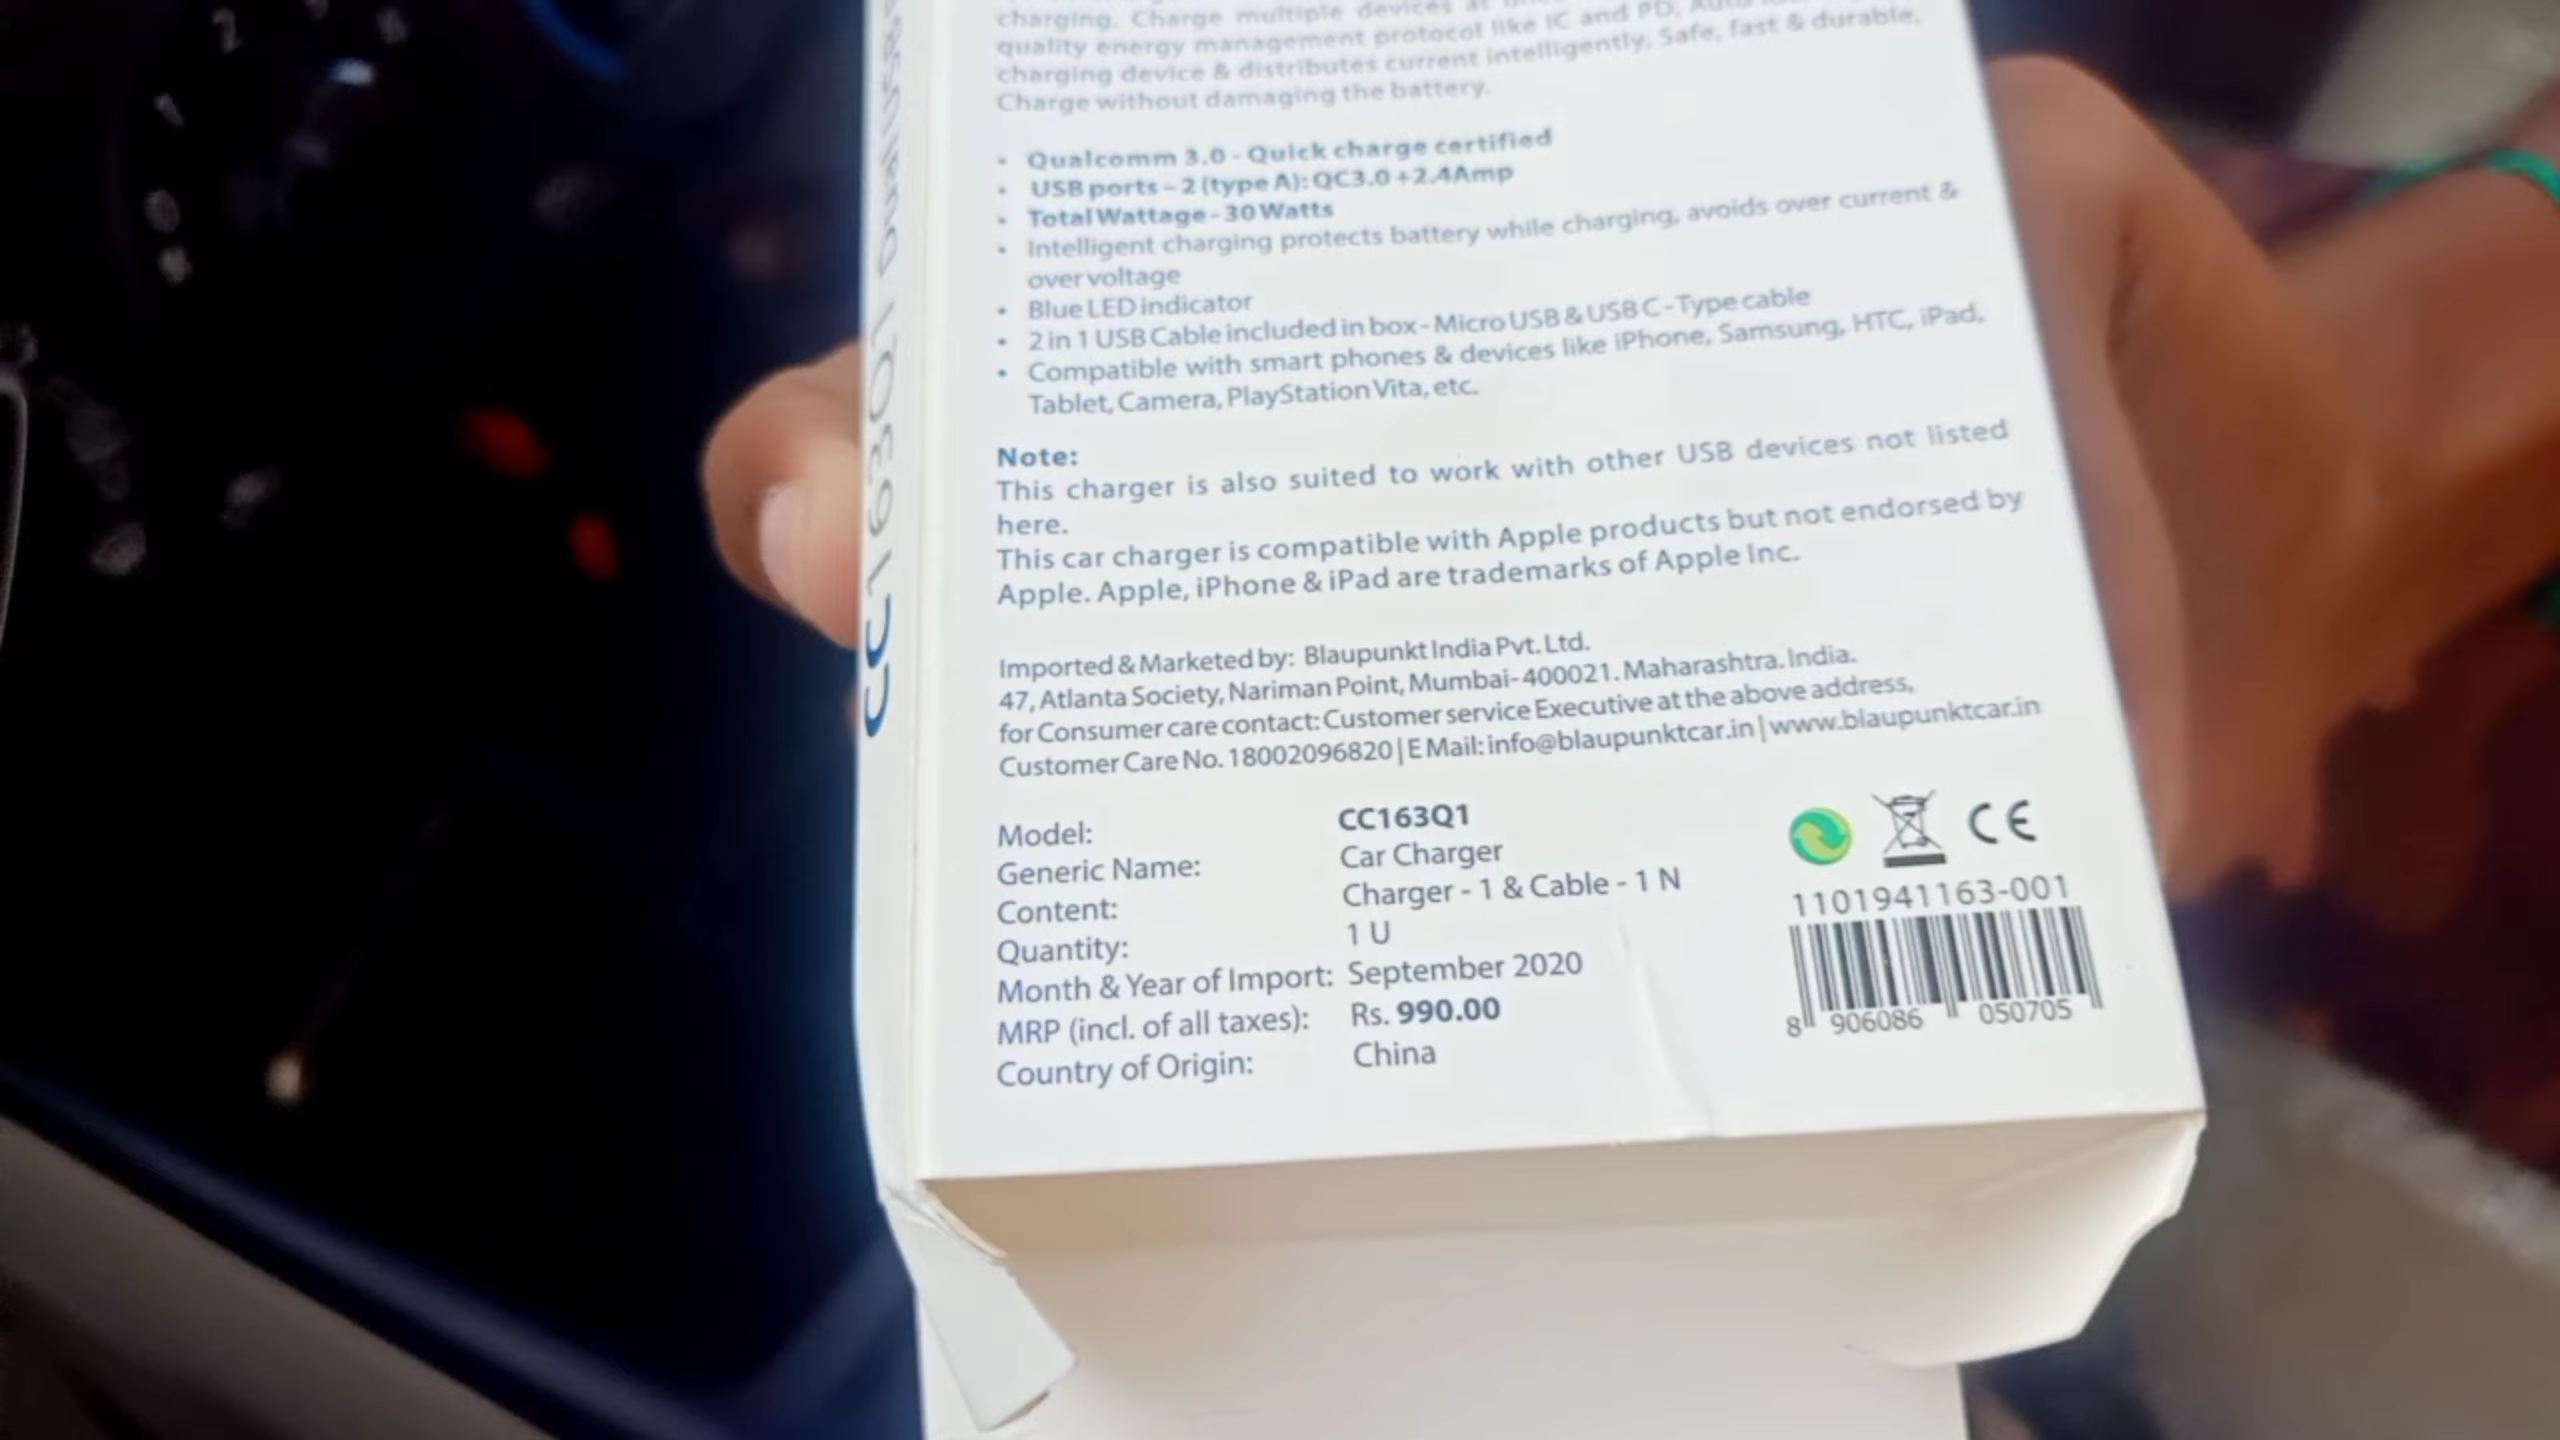 charging. Charge multiple devices at
quality energy management protocol like IC and PD,
charging device & distributes current intelligently, Safe, fast & durable,
Charge without damaging the battery.
• Qualcomm 3.0 - Quick charge certified
• USB ports – 2 (type A): QC3.0 +2.4Amp
• Total Wattage - 30 Watts
• Intelligent charging protects battery while charging, avoids over current &
over voltage
• Blue LED indicator
• 2 in 1 USB Cable included in box - Micro USB & USB C - Type cable
• Compatible with smart phones & devices like iPhone, Samsung, HTC, iPad,
Tablet, Camera, PlayStation Vita, etc.
Note:
This charger is also suited to work with other USB devices not listed
here.
This car charger is compatible with Apple products but not endorsed by
Apple. Apple, iPhone & iPad are trademarks of Apple Inc.
Imported & Marketed by: Blaupunkt India Pvt. Ltd.
47, Atlanta Society, Nariman Point, Mumbai- 400021. Maharashtra. India.
for Consumer care contact: Customer service Executive at the above address,
Customer Care No. 18002096820 | E Mail: info@blaupunktcar.in | www.blaupunktcar.in
Model: CC163Q1
Generic Name: Car Charger
Content: Charger - 1 & Cable - 1 N
Quantity: 1 U
Month & Year of Import: September 2020
MRP (incl. of all taxes): Rs. 990.00
Country of Origin: China
CE
1101941163-001
8 906086 050705
CC 163Q1